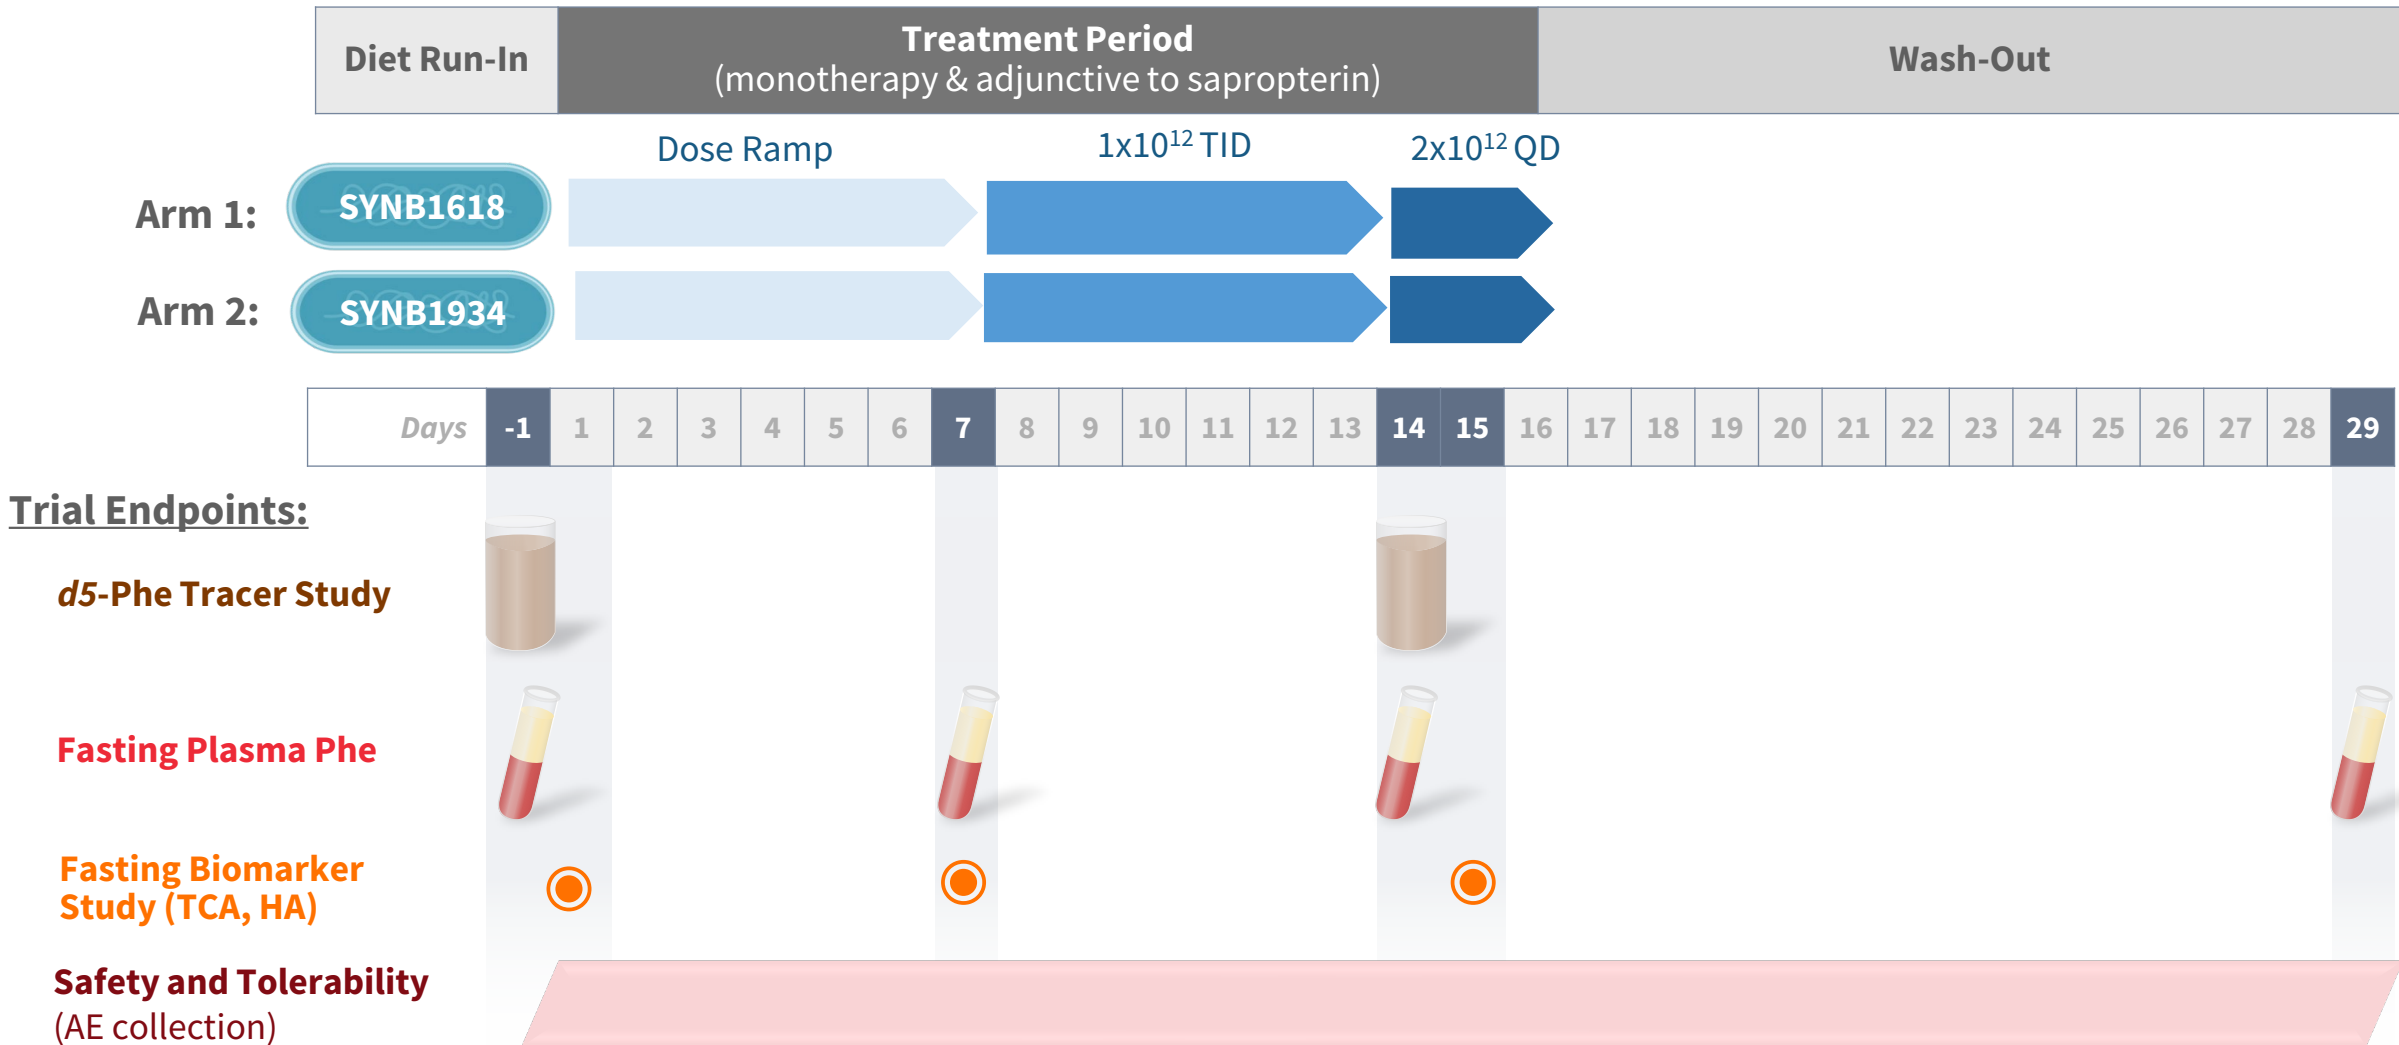 Diet Run-In
Treatment Period
(monotherapy & adjunctive to sapropterin)
Wash-Out
Dose Ramp
1x10¹² TID
2x10¹² QD
Arm 1:
SYNB1618
Arm 2:
SYNB1934
Days -1 1 2 3 4 5 6 7 8 9 10 11 12 13 14 15 16 17 18 19 20 21 22 23 24 25 26 27 28 29
Trial Endpoints:
d5-Phe Tracer Study
Fasting Plasma Phe
Fasting Biomarker
Study (TCA, HA)
Safety and Tolerability
(AE collection)